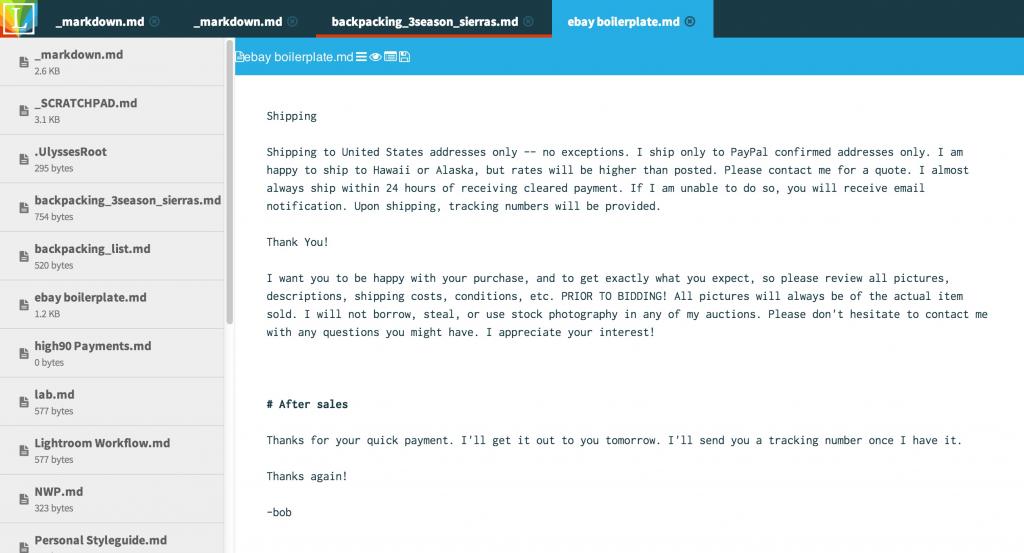 L
_markdown.md
_markdown.md
backpacking_3season_sierras.md
ebay boilerplate.md
_markdown.md
2.6 KB
_SCRATCHPAD.md
3.1 KB
.UlyssesRoot
295 bytes
backpacking_3season_sierras.md
754 bytes
backpacking_list.md
520 bytes
ebay boilerplate.md
1.2 KB
high90 Payments.md
0 bytes
lab.md
577 bytes
Lightroom Workflow.md
577 bytes
NWP.md
323 bytes
Personal Styleguide.md
ebay boilerplate.md
Shipping
Shipping to United States addresses only -- no exceptions. I ship only to PayPal confirmed addresses only. I am
happy to ship to Hawaii or Alaska, but rates will be higher than posted. Please contact me for a quote. I almost
always ship within 24 hours of receiving cleared payment. If I am unable to do so, you will receive email
notification. Upon shipping, tracking numbers will be provided.
Thank You!
I want you to be happy with your purchase, and to get exactly what you expect, so please review all pictures,
descriptions, shipping costs, conditions, etc. PRIOR TO BIDDING! All pictures will always be of the actual item
sold. I will not borrow, steal, or use stock photography in any of my auctions. Please don't hesitate to contact me
with any questions you might have. I appreciate your interest!
# After sales
Thanks for your quick payment. I'll get it out to you tomorrow. I'll send you a tracking number once I have it.
Thanks again!
-bob